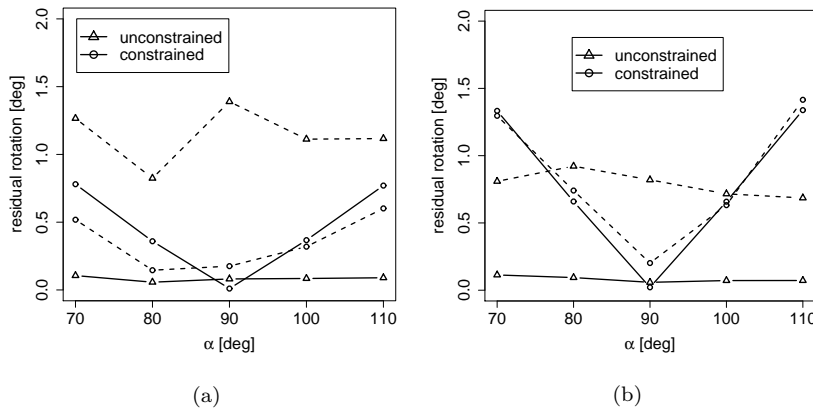 2.0
1.5
1.0
0.5
0.0
residual rotation [deg]
unconstrained
constrained
70 80 90 100 110
α [deg]
(a)
2.0
1.5
1.0
0.5
0.0
residual rotation [deg]
unconstrained
constrained
70 80 90 100 110
α [deg]
(b)